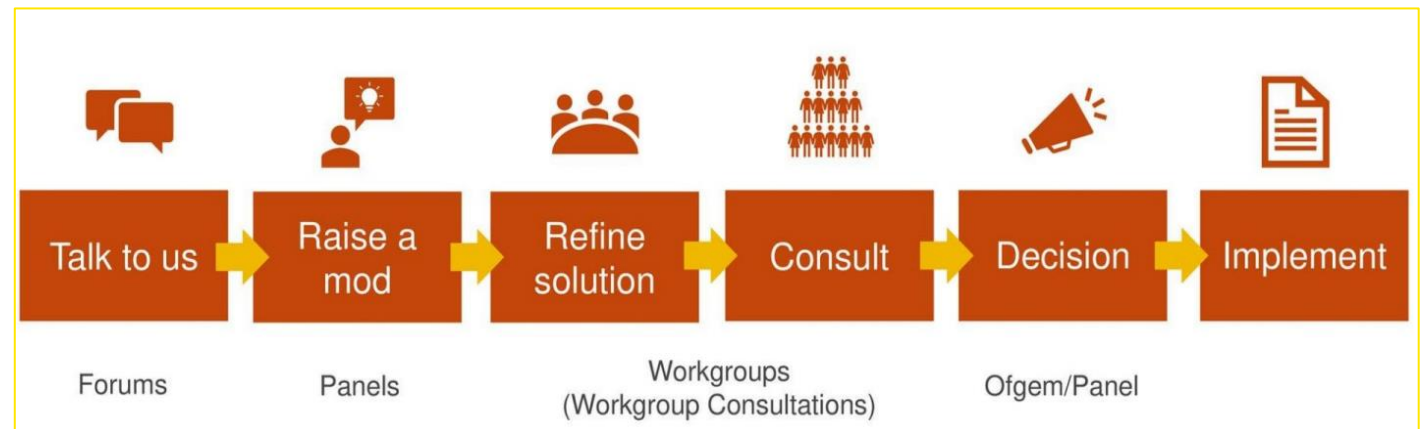 Talk to us
Raise a
mod
Refine
solution
Consult
Decision
Implement
Forums
Panels
Workgroups
(Workgroup Consultations)
Ofgem/Panel